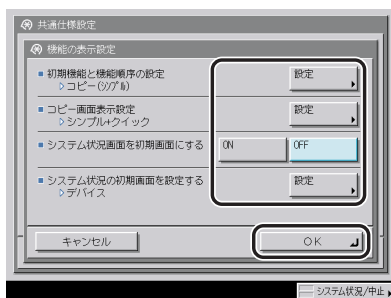 共通仕様設定
機能の表示設定
■ 初期機能と機能順序の設定 設定
▷コピー(ｼﾝﾌﾟﾙ)
■ コピー画面表示設定 設定
▷シンプル+クイック
■ システム状況画面を初期画面にする ON OFF
■ システム状況の初期画面を設定する 設定
▷デバイス
キャンセル OK
システム状況/中止